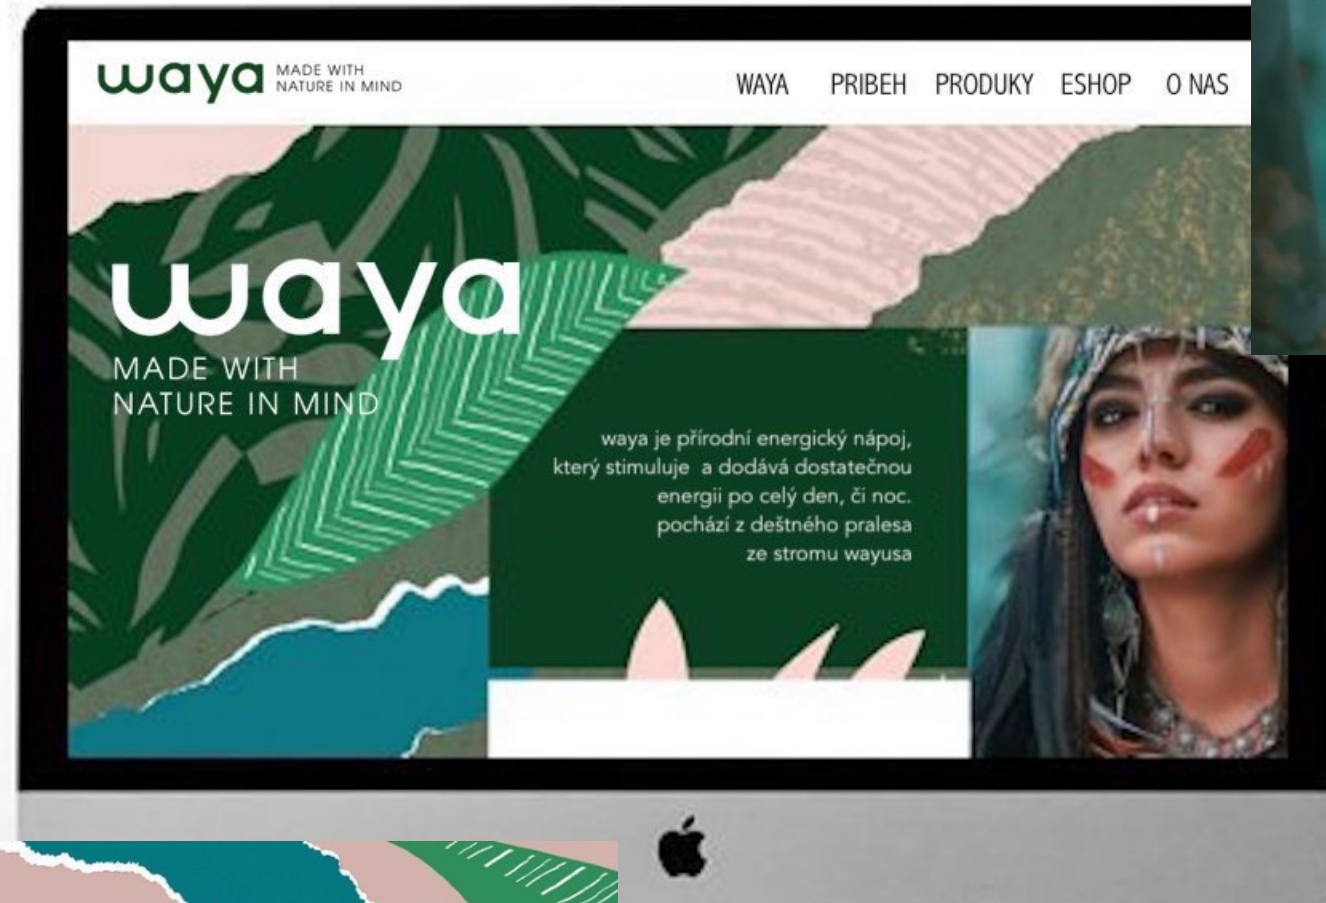 waya MADE WITH
NATURE IN MIND
WAYA PRIBEH PRODUKY ESHOP O NAS
waya
MADE WITH
NATURE IN MIND
waya je přírodní energický nápoj,
který stimuluje a dodává dostatečnou
energii po celý den, či noc.
pochází z deštného pralesa
ze stromu wayusa